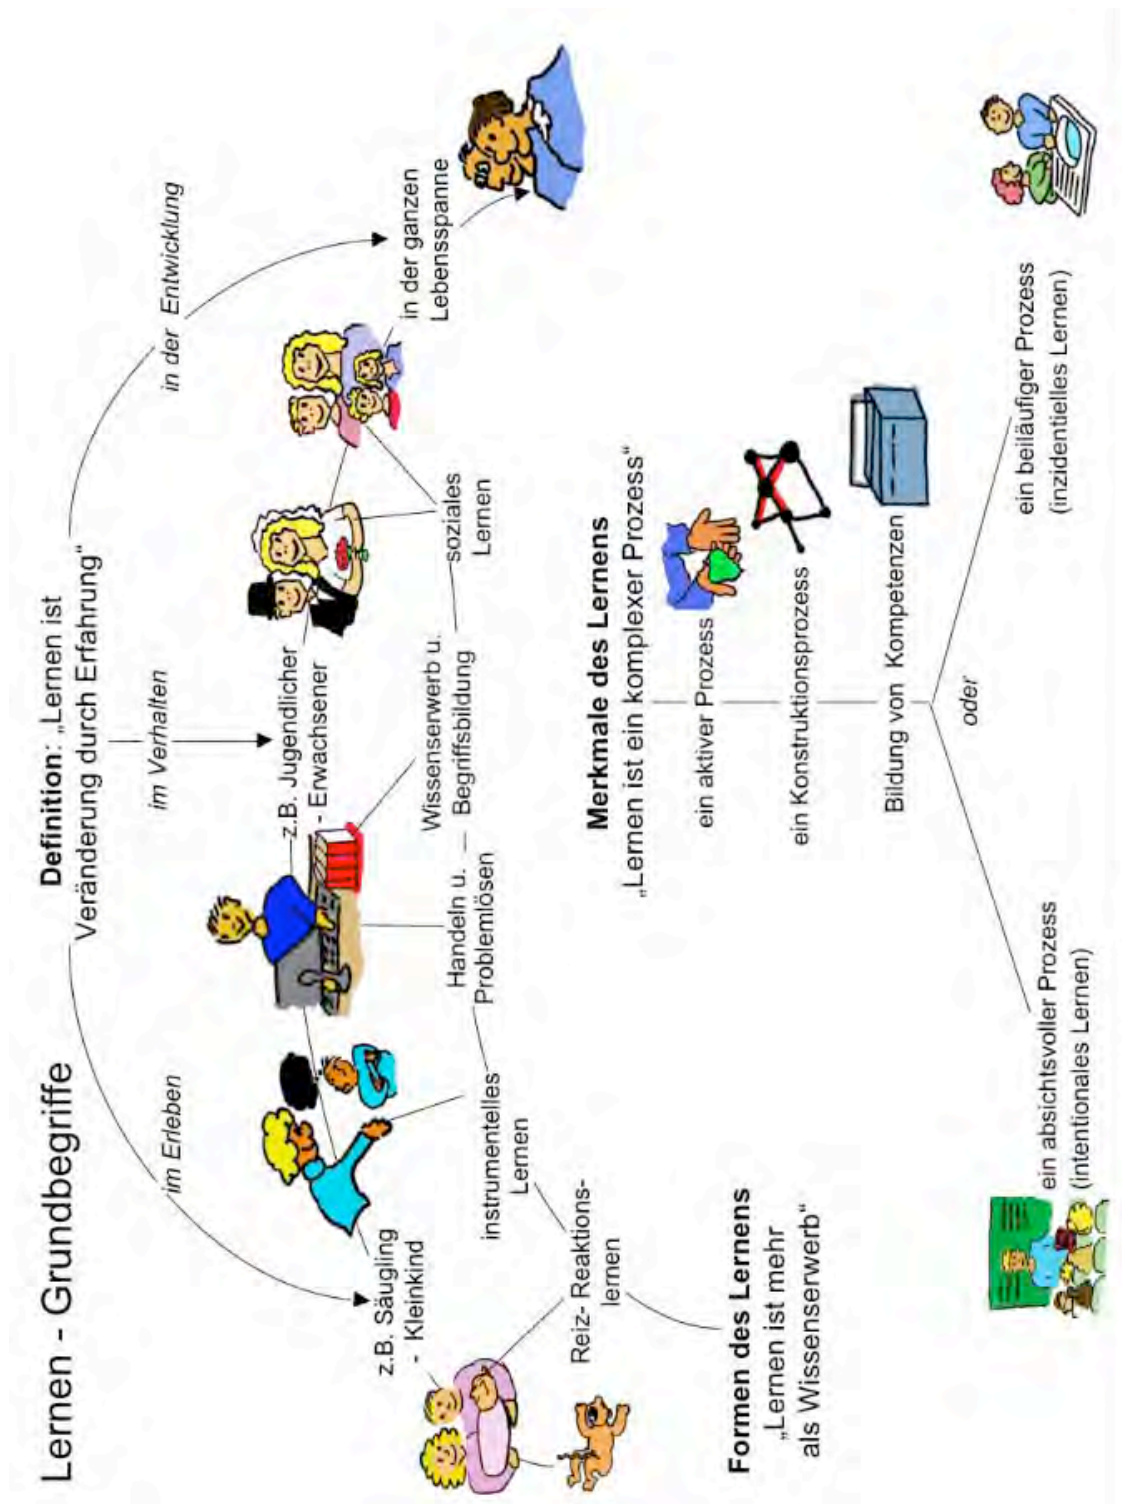 Lernen - Grundbegriffe
Definition: „Lernen ist
Veränderung durch Erfahrung“
im Erleben
im Verhalten
in der Entwicklung
z.B. Säugling
- Kleinkind
z.B. Jugendlicher
- Erwachsener
in der ganzen
Lebensspanne
Reiz- Reaktions-
lernen
instrumentelles
Lernen
Handeln u.
Problemlösen
Wissenserwerb u.
Begriffsbildung
soziales
Lernen
Formen des Lernens
„Lernen ist mehr
als Wissenserwerb“
Merkmale des Lernens
„Lernen ist ein komplexer Prozess“
ein aktiver Prozess
ein Konstruktionsprozess
Bildung von Kompetenzen
oder
ein absichtsvoller Prozess
(intentionales Lernen)
ein beiläufiger Prozess
(inzidentielles Lernen)